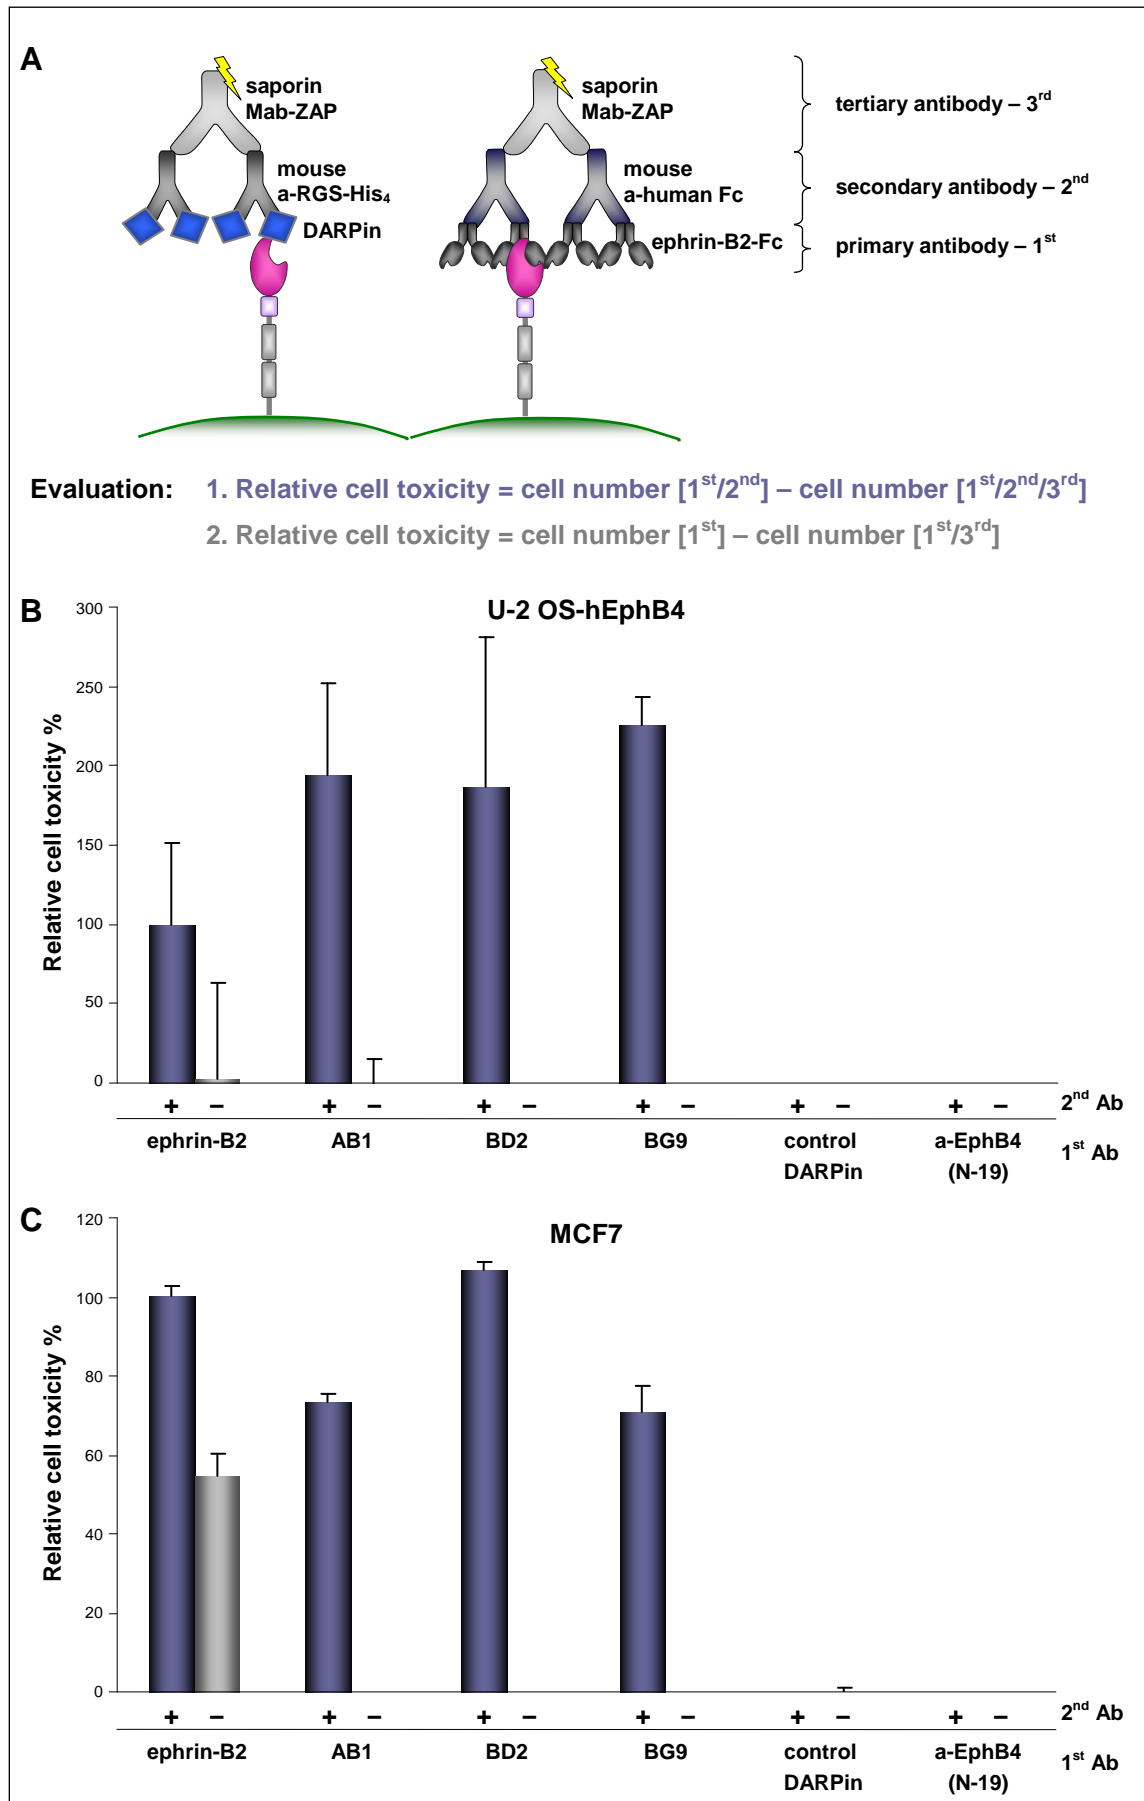 A
saporin
Mab-ZAP
mouse
a-RGS-His4
DARPin
saporin
Mab-ZAP
mouse
a-human Fc
ephrin-B2-Fc
tertiary antibody – 3rd
secondary antibody – 2nd
primary antibody – 1st
Evaluation: 1. Relative cell toxicity = cell number [1st/2nd] – cell number [1st/2nd/3rd]
2. Relative cell toxicity = cell number [1st] – cell number [1st/3rd]
B
U-2 OS-hEphB4
Relative cell toxicity %
300
250
200
150
100
50
0
+ – + – + – + – + – + – 2nd Ab
ephrin-B2 AB1 BD2 BG9 control DARPin a-EphB4 (N-19) 1st Ab
C
MCF7
Relative cell toxicity %
120
100
80
60
40
20
0
+ – + – + – + – + – + – 2nd Ab
ephrin-B2 AB1 BD2 BG9 control DARPin a-EphB4 (N-19) 1st Ab